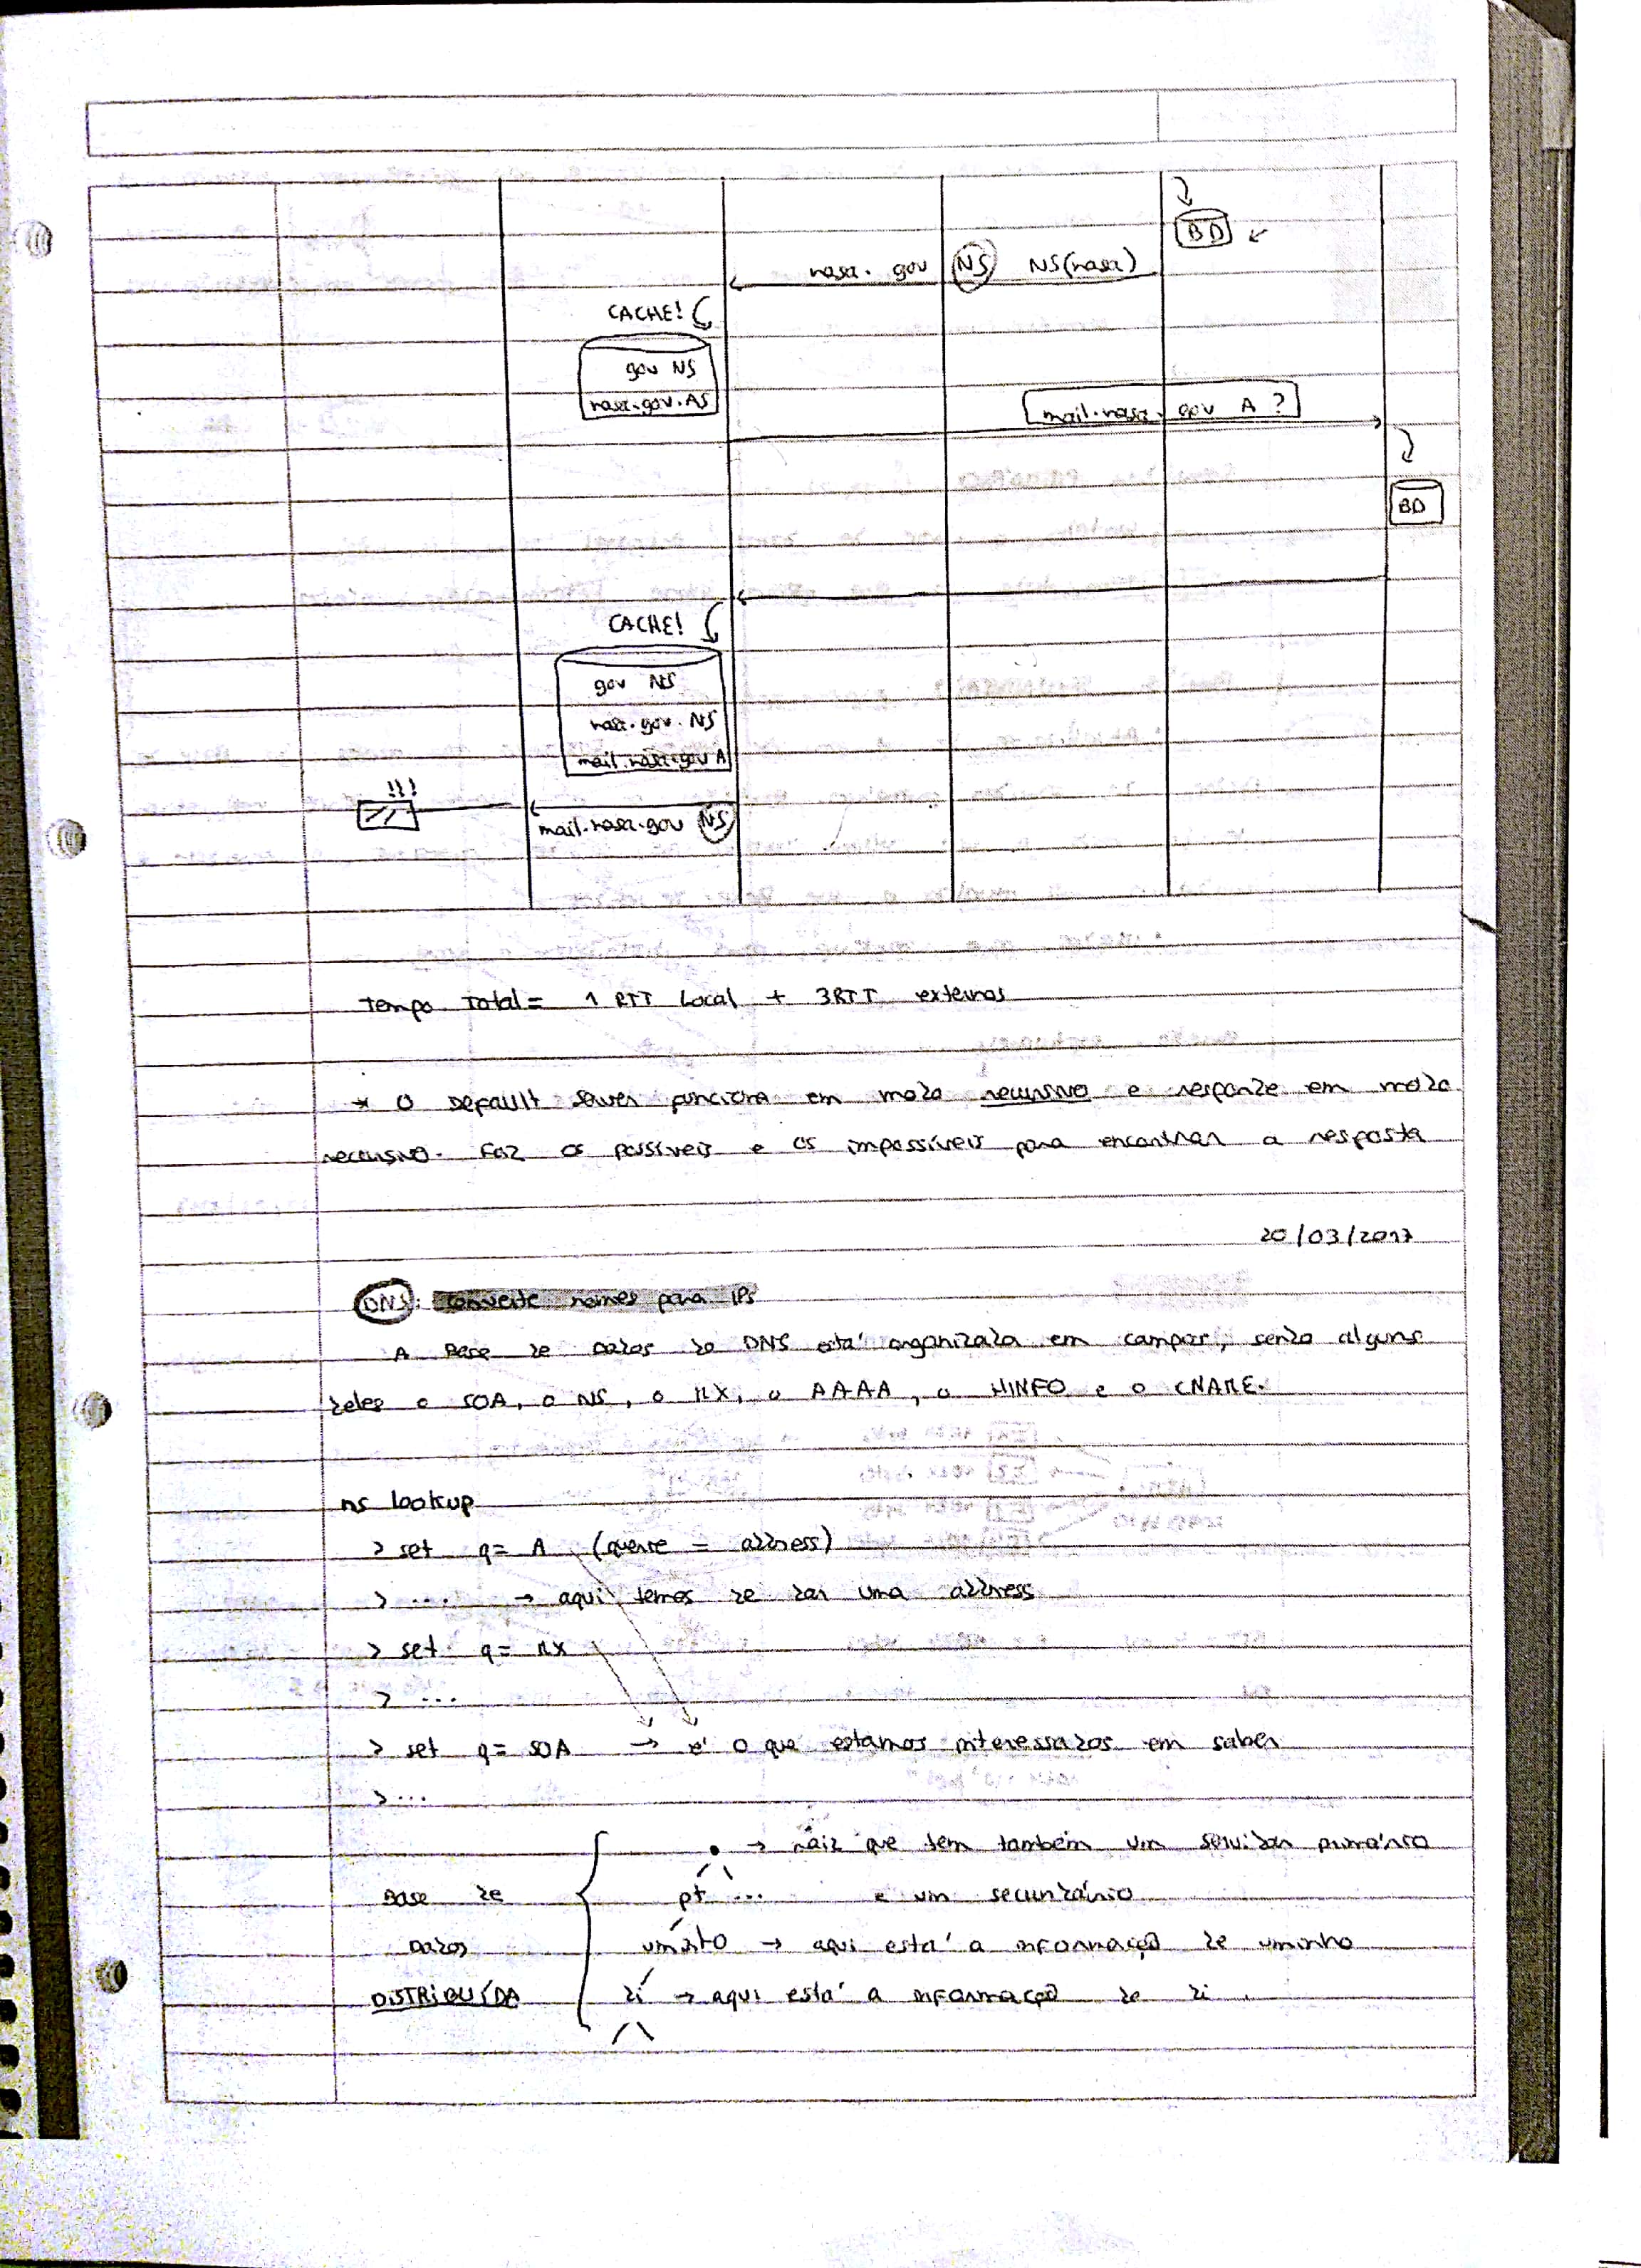 BD
nasa. gov NS NS(nasa)
CACHE!
gov NS
nasa.gov.AS
mail.nasa. gov A ?
BD
CACHE!
gov NS
nasa.gov. NS
mail.nasa.gov A
!!!
mail.nasa.gov NS
Tempo Total = 1 RTT Local + 3RTT externos
* O Default server funciona em modo recursivo e responde em modo
recursivo. Faz os possíveis e os impossíveis para encontrar a resposta
20/03/2017
DNS: converte nomes para IPs
A Base de Dados do DNS está organizada em campos, sendo alguns
deles o SOA, o NS, o MX, o AAAA, o HINFO e o CNAME.
ns lookup
> set q= A (querie = address)
> ... → aqui temos de dar uma address
> set q= MX
> ...
> set q= SOA → é o que estamos interessados em saber
> ...
. → raiz que tem também um servidor primário
Base de pt ... e um secundário
Dados uminho → aqui está a informação de uminho
DISTRIBUÍDA di → aqui está a informação de di